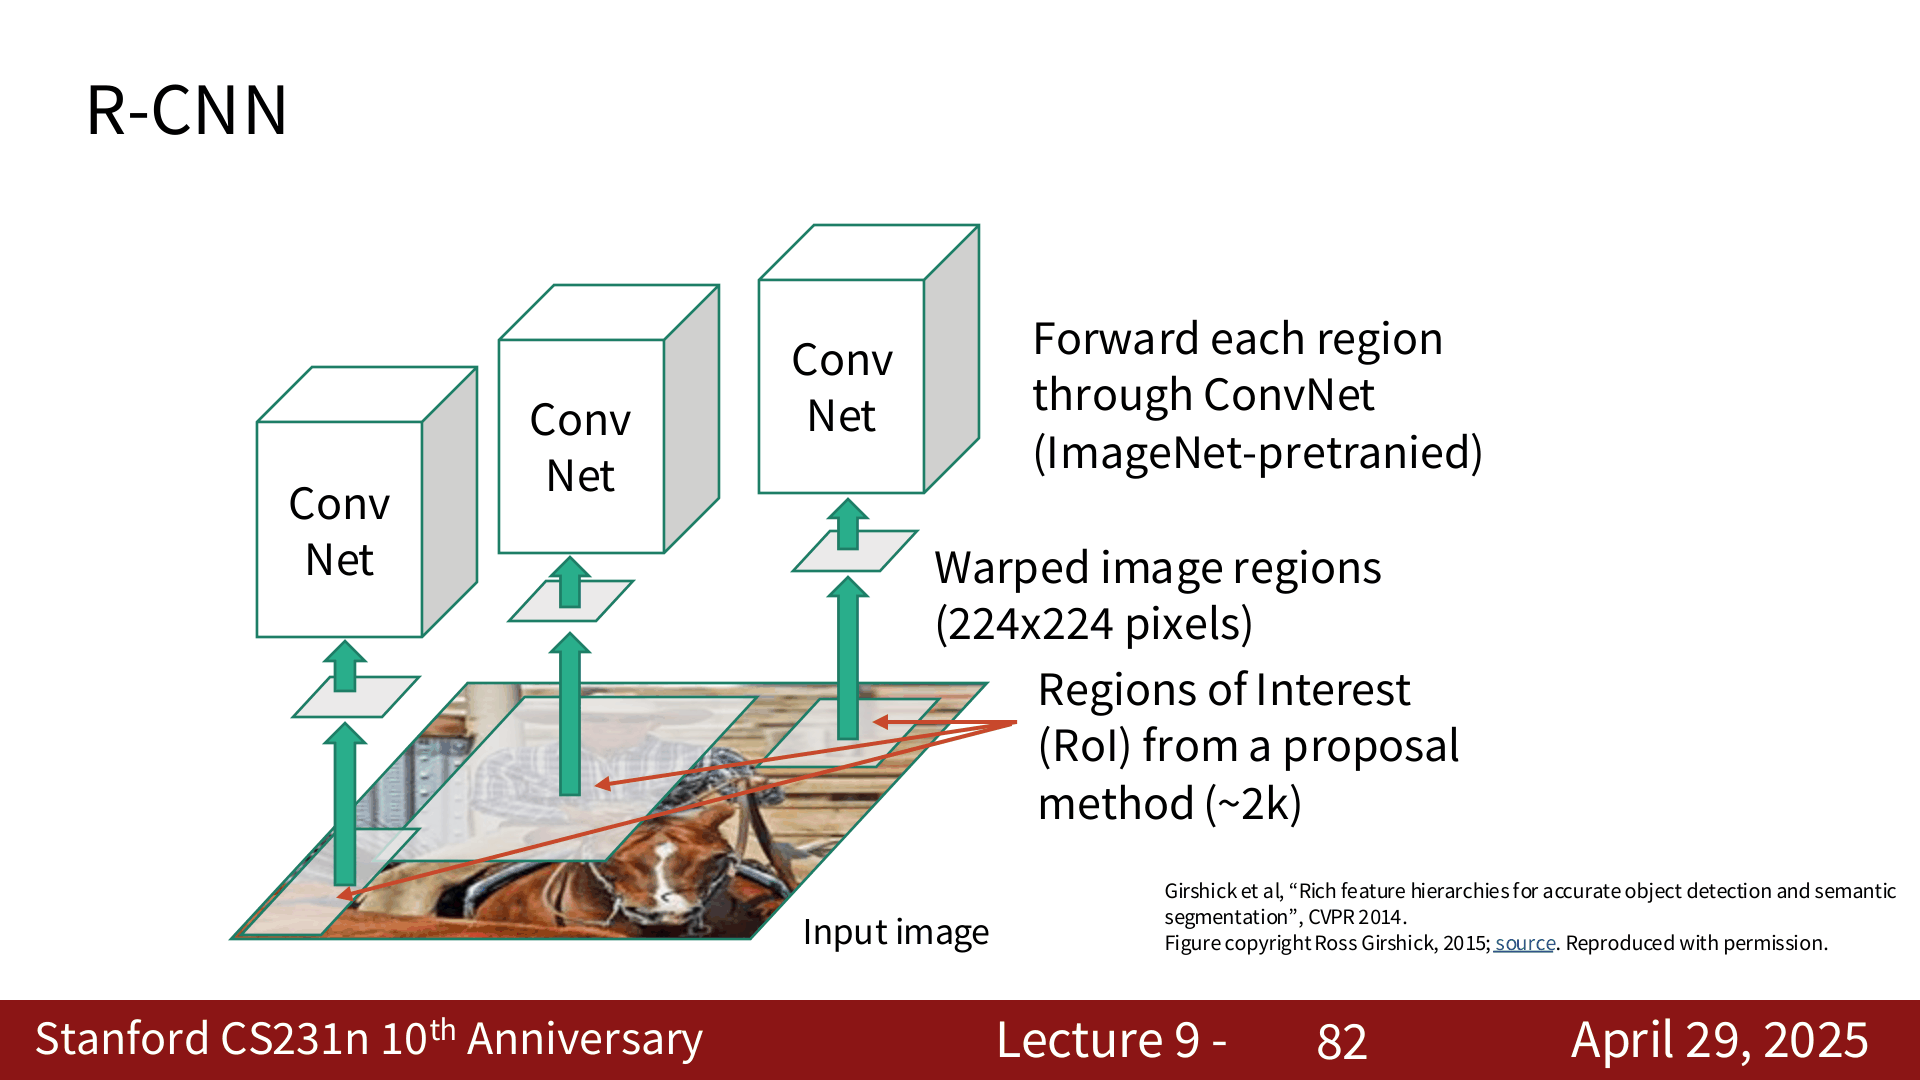 R-CNN
Conv
Net
Conv
Net
Conv
Net
Forward each region
through ConvNet
(ImageNet-pretranied)
Warped image regions
(224x224 pixels)
Regions of Interest
(RoI) from a proposal
method (~2k)
Input image
Girshick et al, “Rich feature hierarchies for accurate object detection and semantic
segmentation”, CVPR 2014.
Figure copyright Ross Girshick, 2015; source. Reproduced with permission.
Stanford CS231n 10th Anniversary
Lecture 9 - 82
April 29, 2025